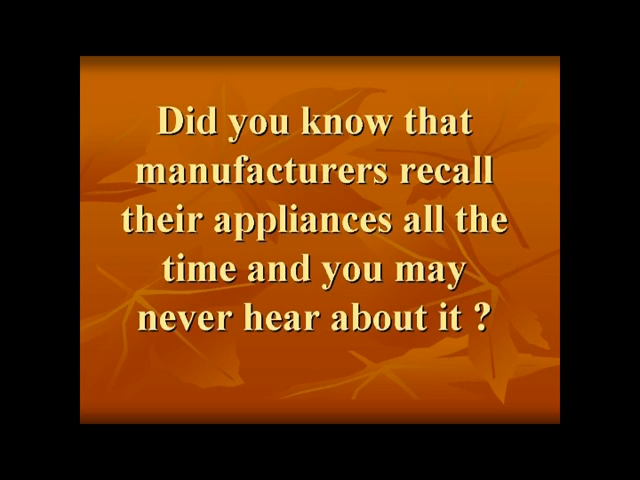 Did you know that
manufacturers recall
their appliances all the
time and you may
never hear about it ?